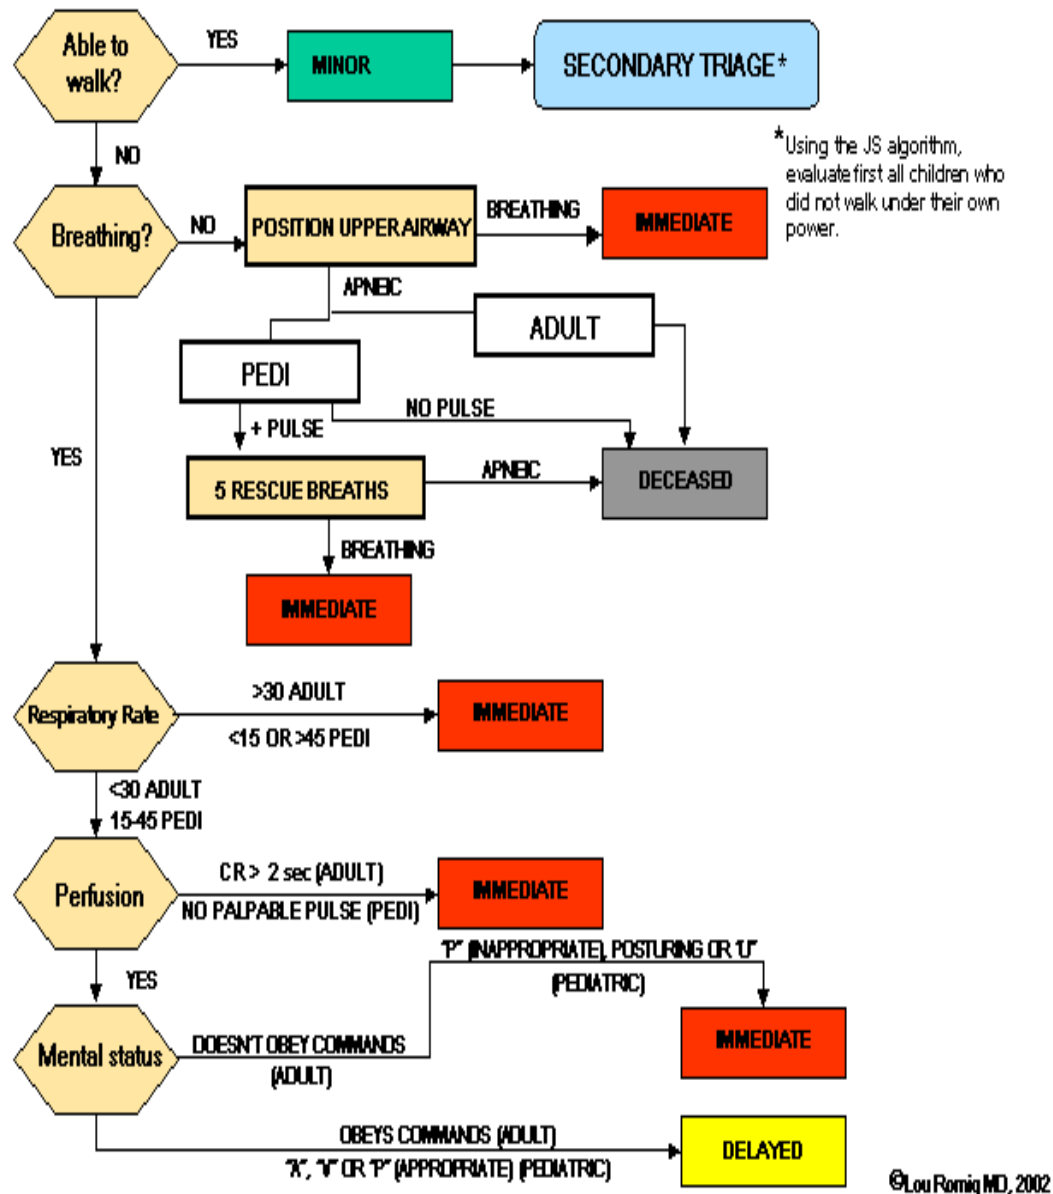 Able to
walk?
YES
MINOR
SECONDARY TRIAGE*
NO
*Using the JS algorithm,
evaluate first all children who
did not walk under their own
power.
Breathing?
NO
POSITION UPPER AIRWAY
BREATHING
IMMEDIATE
APNEIC
ADULT
PEDI
NO PULSE
+ PULSE
YES
5 RESCUE BREATHS
APNEIC
DECEASED
BREATHING
IMMEDIATE
Respiratory Rate
>30 ADULT
<15 OR >45 PEDI
IMMEDIATE
<30 ADULT
15-45 PEDI
Perfusion
CR > 2 sec (ADULT)
NO PALPABLE PULSE (PEDI)
IMMEDIATE
YES
"P" (INAPPROPRIATE), POSTURING OR "U"
(PEDIATRIC)
Mental status
DOESN'T OBEY COMMANDS
(ADULT)
IMMEDIATE
OBEYS COMMANDS (ADULT)
"A", "V" OR "P" (APPROPRIATE) (PEDIATRIC)
DELAYED
©Lou Romig MD, 2002